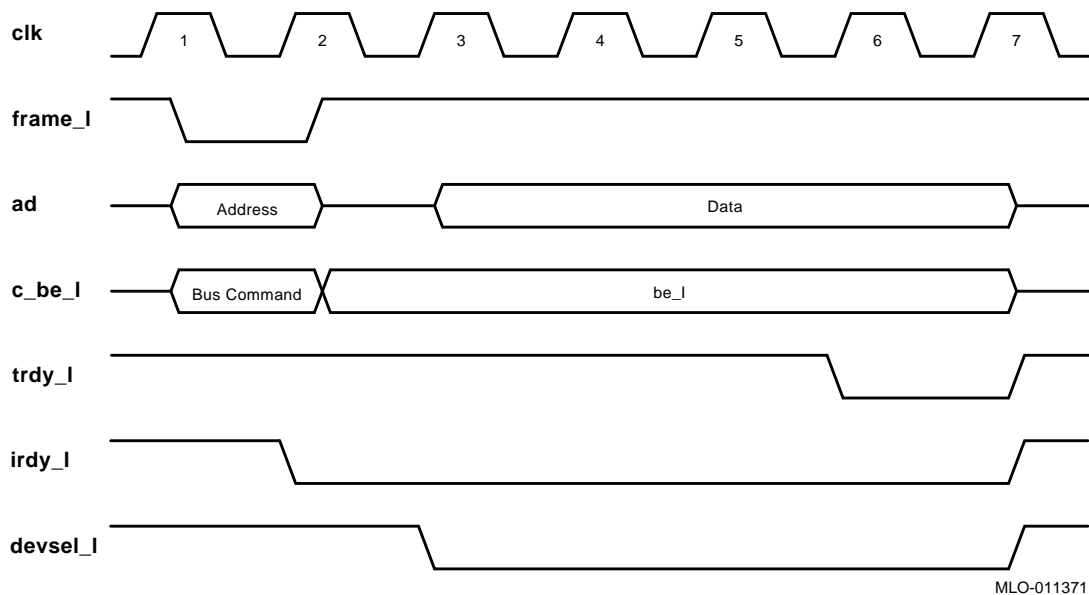 clk
1 2 3 4 5 6 7
frame_l
ad
Address
Data
c_be_l
Bus Command
be_l
trdy_l
irdy_l
devsel_l
MLO-011371